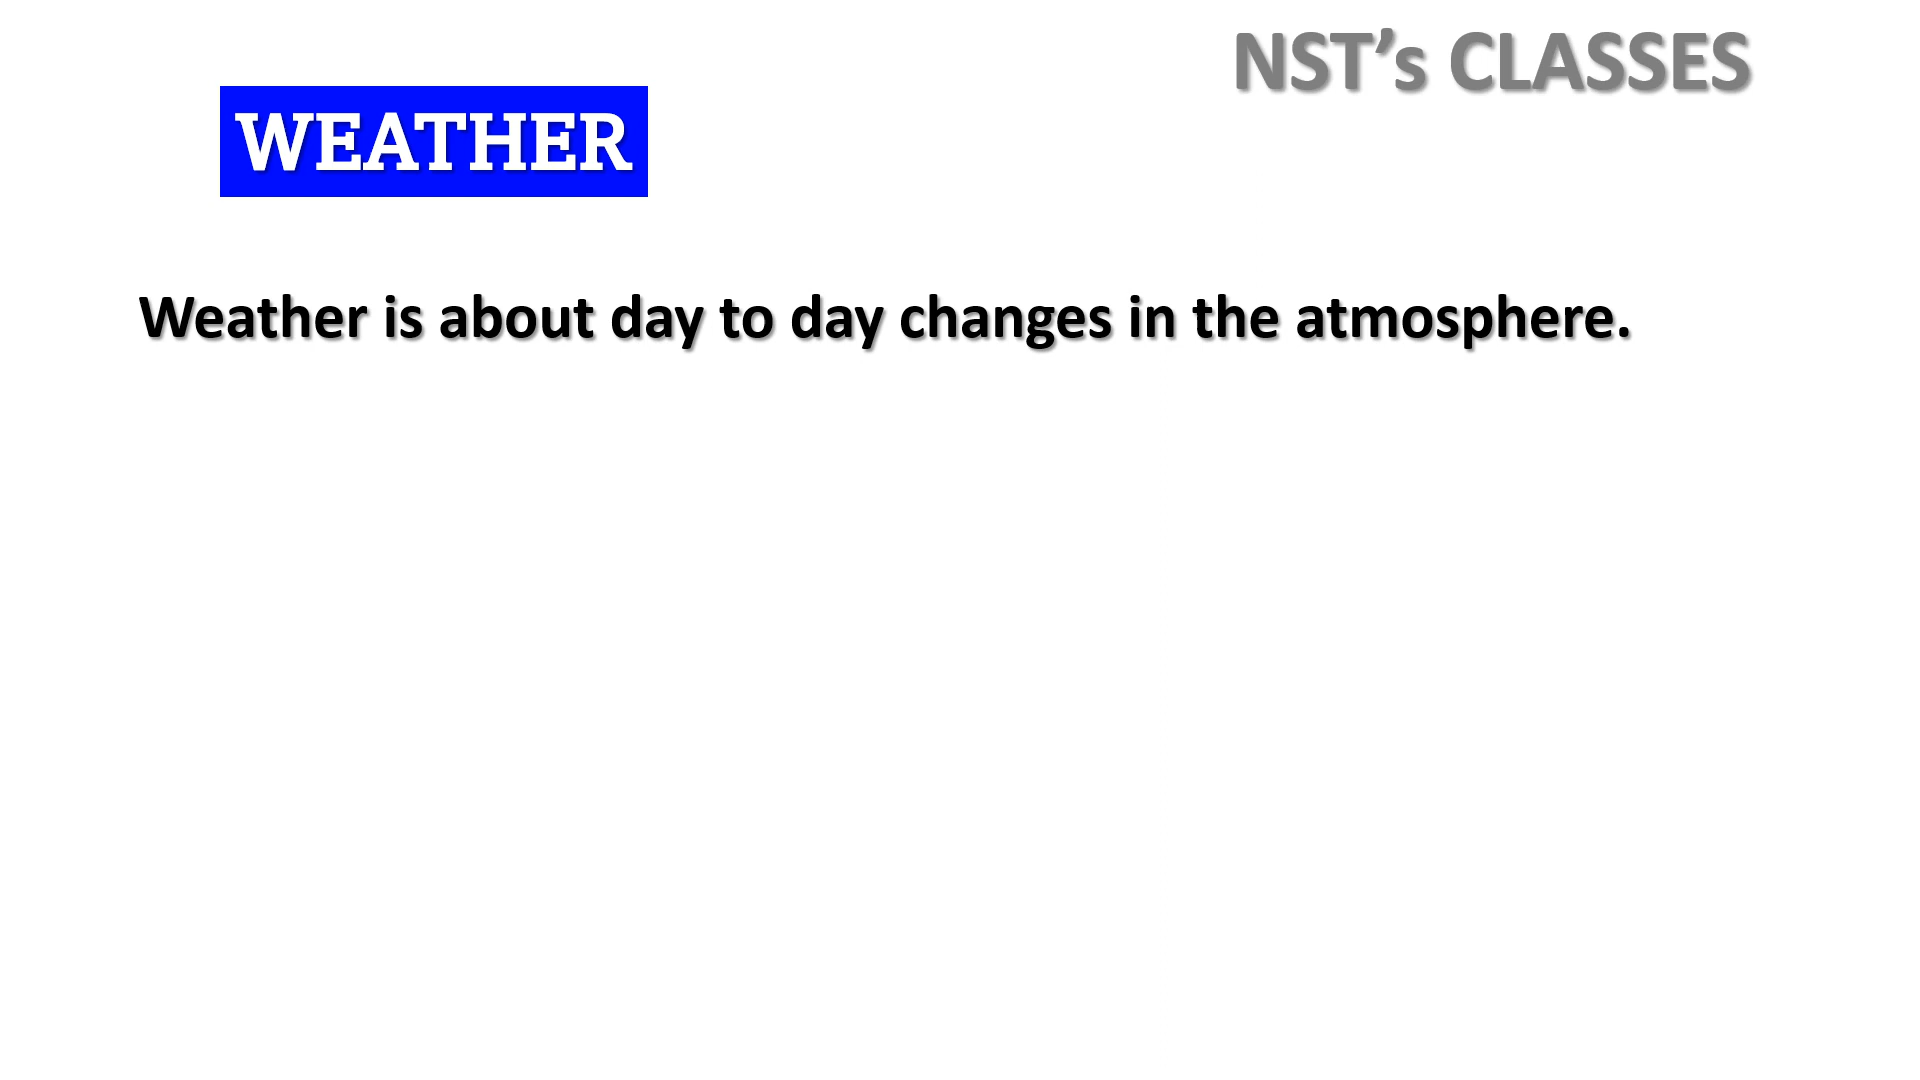 NST’s CLASSES
WEATHER
Weather is about day to day changes in the atmosphere.